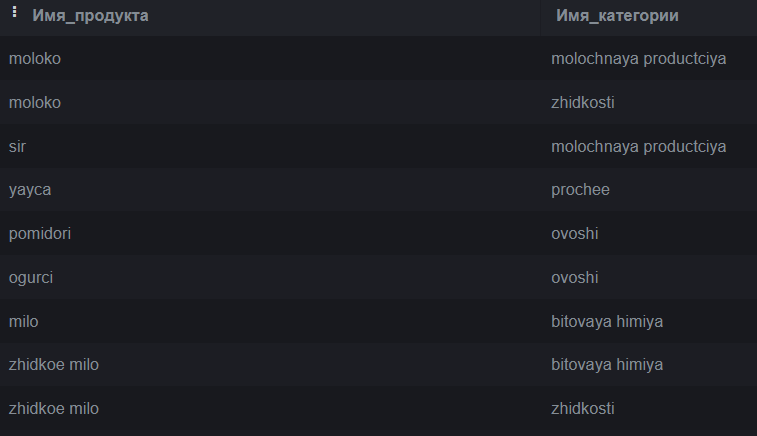 Имя_продукта Имя_категории
moloko molochnaya productciya
moloko zhidkosti
sir molochnaya productciya
yayca prochee
pomidori ovoshi
ogurci ovoshi
milo bitovaya himiya
zhidkoe milo bitovaya himiya
zhidkoe milo zhidkosti